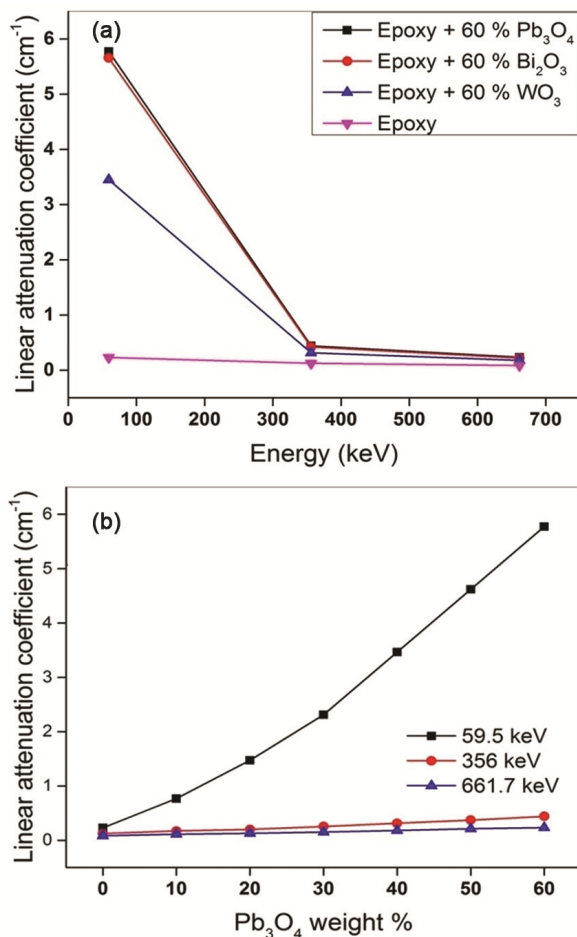 (a)
Epoxy + 60 % Pb₃O₄
Epoxy + 60 % Bi₂O₃
Epoxy + 60 % WO₃
Epoxy
Linear attenuation coefficient (cm⁻¹)
6
5
4
3
2
1
0
0 100 200 300 400 500 600 700
Energy (keV)
(b)
Linear attenuation coefficient (cm⁻¹)
6
5
4
3
2
1
0
59.5 keV
356 keV
661.7 keV
0 10 20 30 40 50 60
Pb₃O₄ weight %